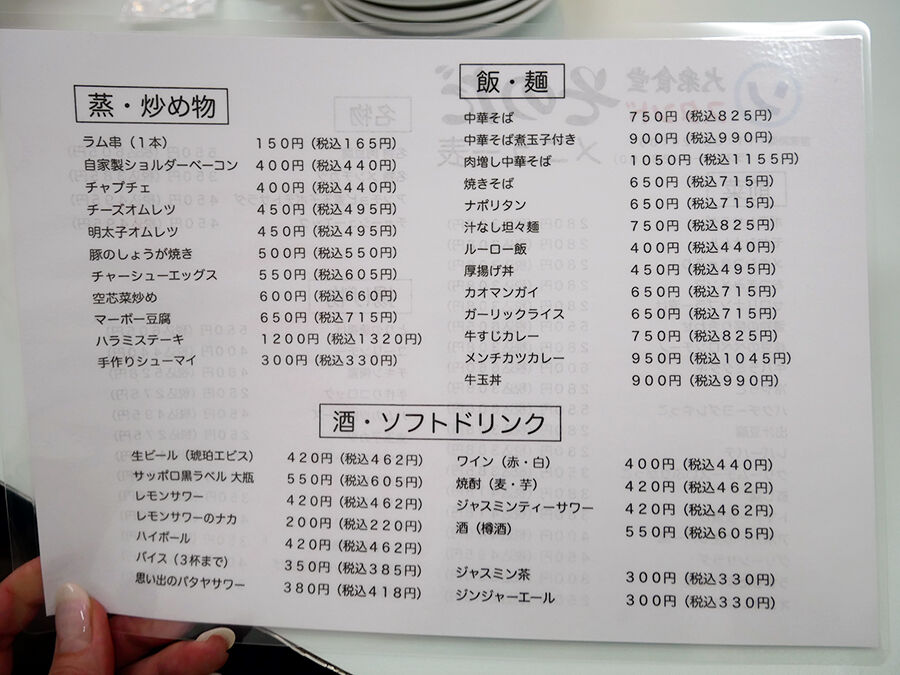 蒸・炒め物
ラム串（１本） １５０円（税込１６５円）
自家製ショルダーベーコン ４００円（税込４４０円）
チャプチェ ４００円（税込４４０円）
チーズオムレツ ４５０円（税込４９５円）
明太子オムレツ ４５０円（税込４９５円）
豚のしょうが焼き ５００円（税込５５０円）
チャーシューエッグス ５５０円（税込６０５円）
空芯菜炒め ６００円（税込６６０円）
マーボー豆腐 ６５０円（税込７１５円）
ハラミステーキ １２００円（税込１３２０円）
手作りシューマイ ３００円（税込３３０円）
飯・麺
中華そば ７５０円（税込８２５円）
中華そば煮玉子付き ９００円（税込９９０円）
肉増し中華そば １０５０円（税込１１５５円）
焼きそば ６５０円（税込７１５円）
ナポリタン ６５０円（税込７１５円）
汁なし坦々麺 ７５０円（税込８２５円）
ルーロー飯 ４００円（税込４４０円）
厚揚げ丼 ４５０円（税込４９５円）
カオマンガイ ６５０円（税込７１５円）
ガーリックライス ６５０円（税込７１５円）
牛すじカレー ７５０円（税込８２５円）
メンチカツカレー ９５０円（税込１０４５円）
牛玉丼 ９００円（税込９９０円）
酒・ソフトドリンク
生ビール（琥珀エビス） ４２０円（税込４６２円）
サッポロ黒ラベル 大瓶 ５５０円（税込６０５円）
レモンサワー ４２０円（税込４６２円）
レモンサワーのナカ ２００円（税込２２０円）
ハイボール ４２０円（税込４６２円）
バイス（３杯まで） ３５０円（税込３８５円）
思い出のパタヤサワー ３８０円（税込４１８円）
ワイン（赤・白） ４００円（税込４４０円）
焼酎（麦・芋） ４２０円（税込４６２円）
ジャスミンティーサワー ４２０円（税込４６２円）
酒（樽酒） ５５０円（税込６０５円）
ジャスミン茶 ３００円（税込３３０円）
ジンジャーエール ３００円（税込３３０円）